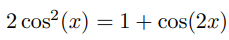 2 cos²(x) = 1 + cos(2x)